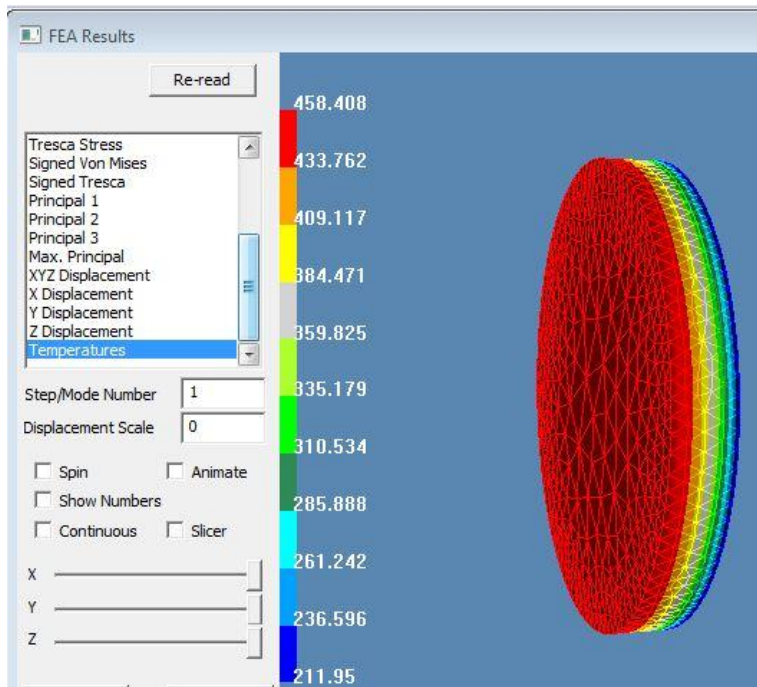 FEA Results
Re-read
Tresca Stress
Signed Von Mises
Signed Tresca
Principal 1
Principal 2
Principal 3
Max. Principal
XYZ Displacement
X Displacement
Y Displacement
Z Displacement
Temperatures
Step/Mode Number 1
Displacement Scale 0
Spin Animate
Show Numbers
Continuous Slicer
X
Y
Z
458.408
433.762
409.117
384.471
359.825
335.179
310.534
285.888
261.242
236.596
211.95